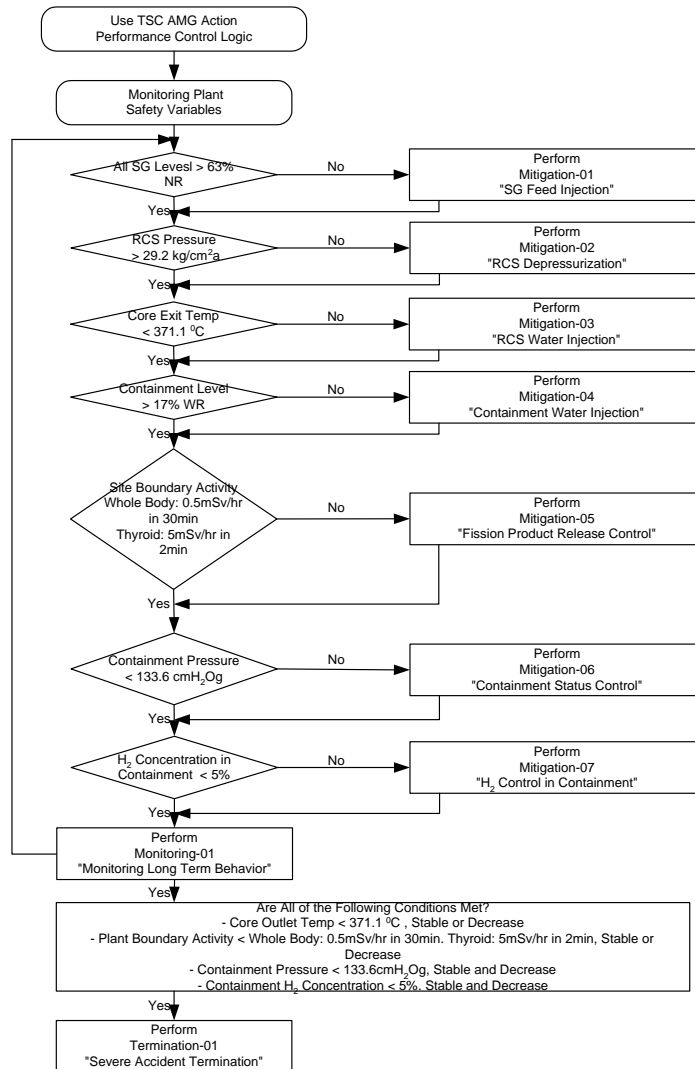 Use TSC AMG Action
Performance Control Logic
Monitoring Plant
Safety Variables
All SG Levesl > 63%
NR
No
Perform
Mitigation-01
"SG Feed Injection"
Yes
RCS Pressure
> 29.2 kg/cm²a
No
Perform
Mitigation-02
"RCS Depressurization"
Yes
Core Exit Temp
< 371.1 ⁰C
No
Perform
Mitigation-03
"RCS Water Injection"
Yes
Containment Level
> 17% WR
No
Perform
Mitigation-04
"Containment Water Injection"
Yes
Site Boundary Activity
Whole Body: 0.5mSv/hr
in 30min
Thyroid: 5mSv/hr in
2min
No
Perform
Mitigation-05
"Fission Product Release Control"
Yes
Containment Pressure
< 133.6 cmH₂Og
No
Perform
Mitigation-06
"Containment Status Control"
Yes
H₂ Concentration in
Containment < 5%
No
Perform
Mitigation-07
"H₂ Control in Containment"
Yes
Perform
Monitoring-01
"Monitoring Long Term Behavior"
Yes
Are All of the Following Conditions Met?
- Core Outlet Temp < 371.1 ⁰C , Stable or Decrease
- Plant Boundary Activity < Whole Body: 0.5mSv/hr in 30min. Thyroid: 5mSv/hr in 2min, Stable or
Decrease
- Containment Pressure < 133.6cmH₂Og, Stable and Decrease
- Containment H₂ Concentration < 5%. Stable and Decrease
Yes
Perform
Termination-01
"Severe Accident Termination"